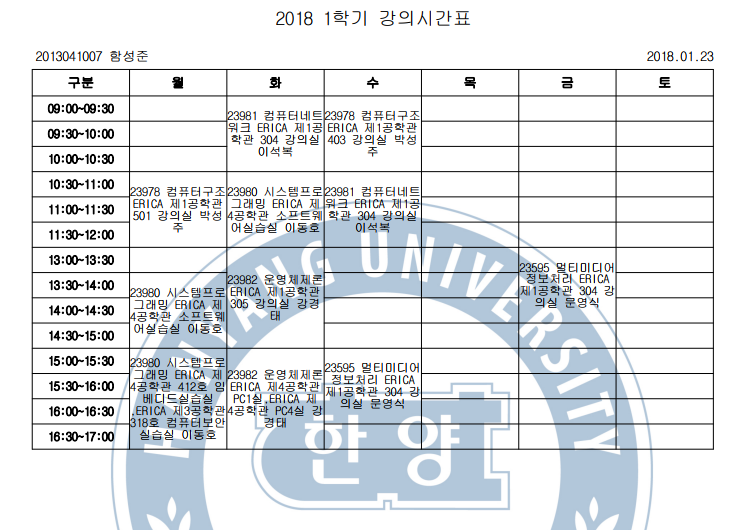 2018 1학기 강의시간표
2013041007 함성준
2018.01.23
구분 월 화 수 목 금 토
09:00~09:30
09:30~10:00
10:00~10:30
10:30~11:00
11:00~11:30
11:30~12:00
13:00~13:30
13:30~14:00
14:00~14:30
14:30~15:00
15:00~15:30
15:30~16:00
16:00~16:30
16:30~17:00
23978 컴퓨터구조
ERICA 제1공학관
501 강의실 박성
주
23980 시스템프로
그래밍 ERICA 제
4공학관 소프트웨
어실습실 이동호
23980 시스템프로
그래밍 ERICA 제
4공학관 412호 임
베디드실습실
,ERICA 제3공학관
318호 컴퓨터보안
실습실 이동호
23981 컴퓨터네트
워크 ERICA 제1공
학관 304 강의실
이석복
23980 시스템프로
그래밍 ERICA 제
4공학관 소프트웨
어실습실 이동호
23982 운영체제론
ERICA 제1공학관
305 강의실 강경
태
23982 운영체제론
ERICA 제4공학관
PC1실,ERICA 제
4공학관 PC4실 강
경태
23978 컴퓨터구조
ERICA 제1공학관
403 강의실 박성
주
23981 컴퓨터네트
워크 ERICA 제1공
학관 304 강의실
이석복
23595 멀티미디어
정보처리 ERICA
제1공학관 304 강
의실 문영식
23595 멀티미디어
정보처리 ERICA
제1공학관 304 강
의실 문영식
HANYANG UNIVERSITY
한양